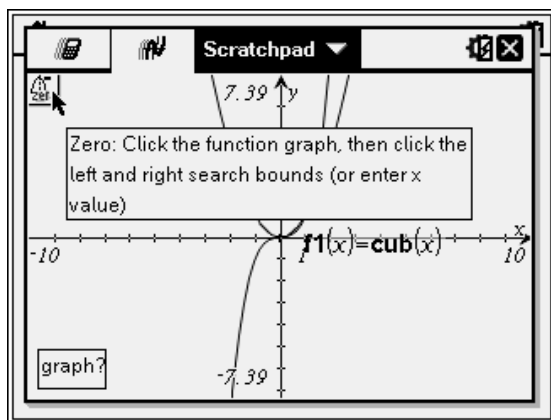 Scratchpad
zero
7.39 y
Zero: Click the function graph, then click the
left and right search bounds (or enter x
value)
x
-10 1 f1(x)=cub(x) 10
graph?
-7.39